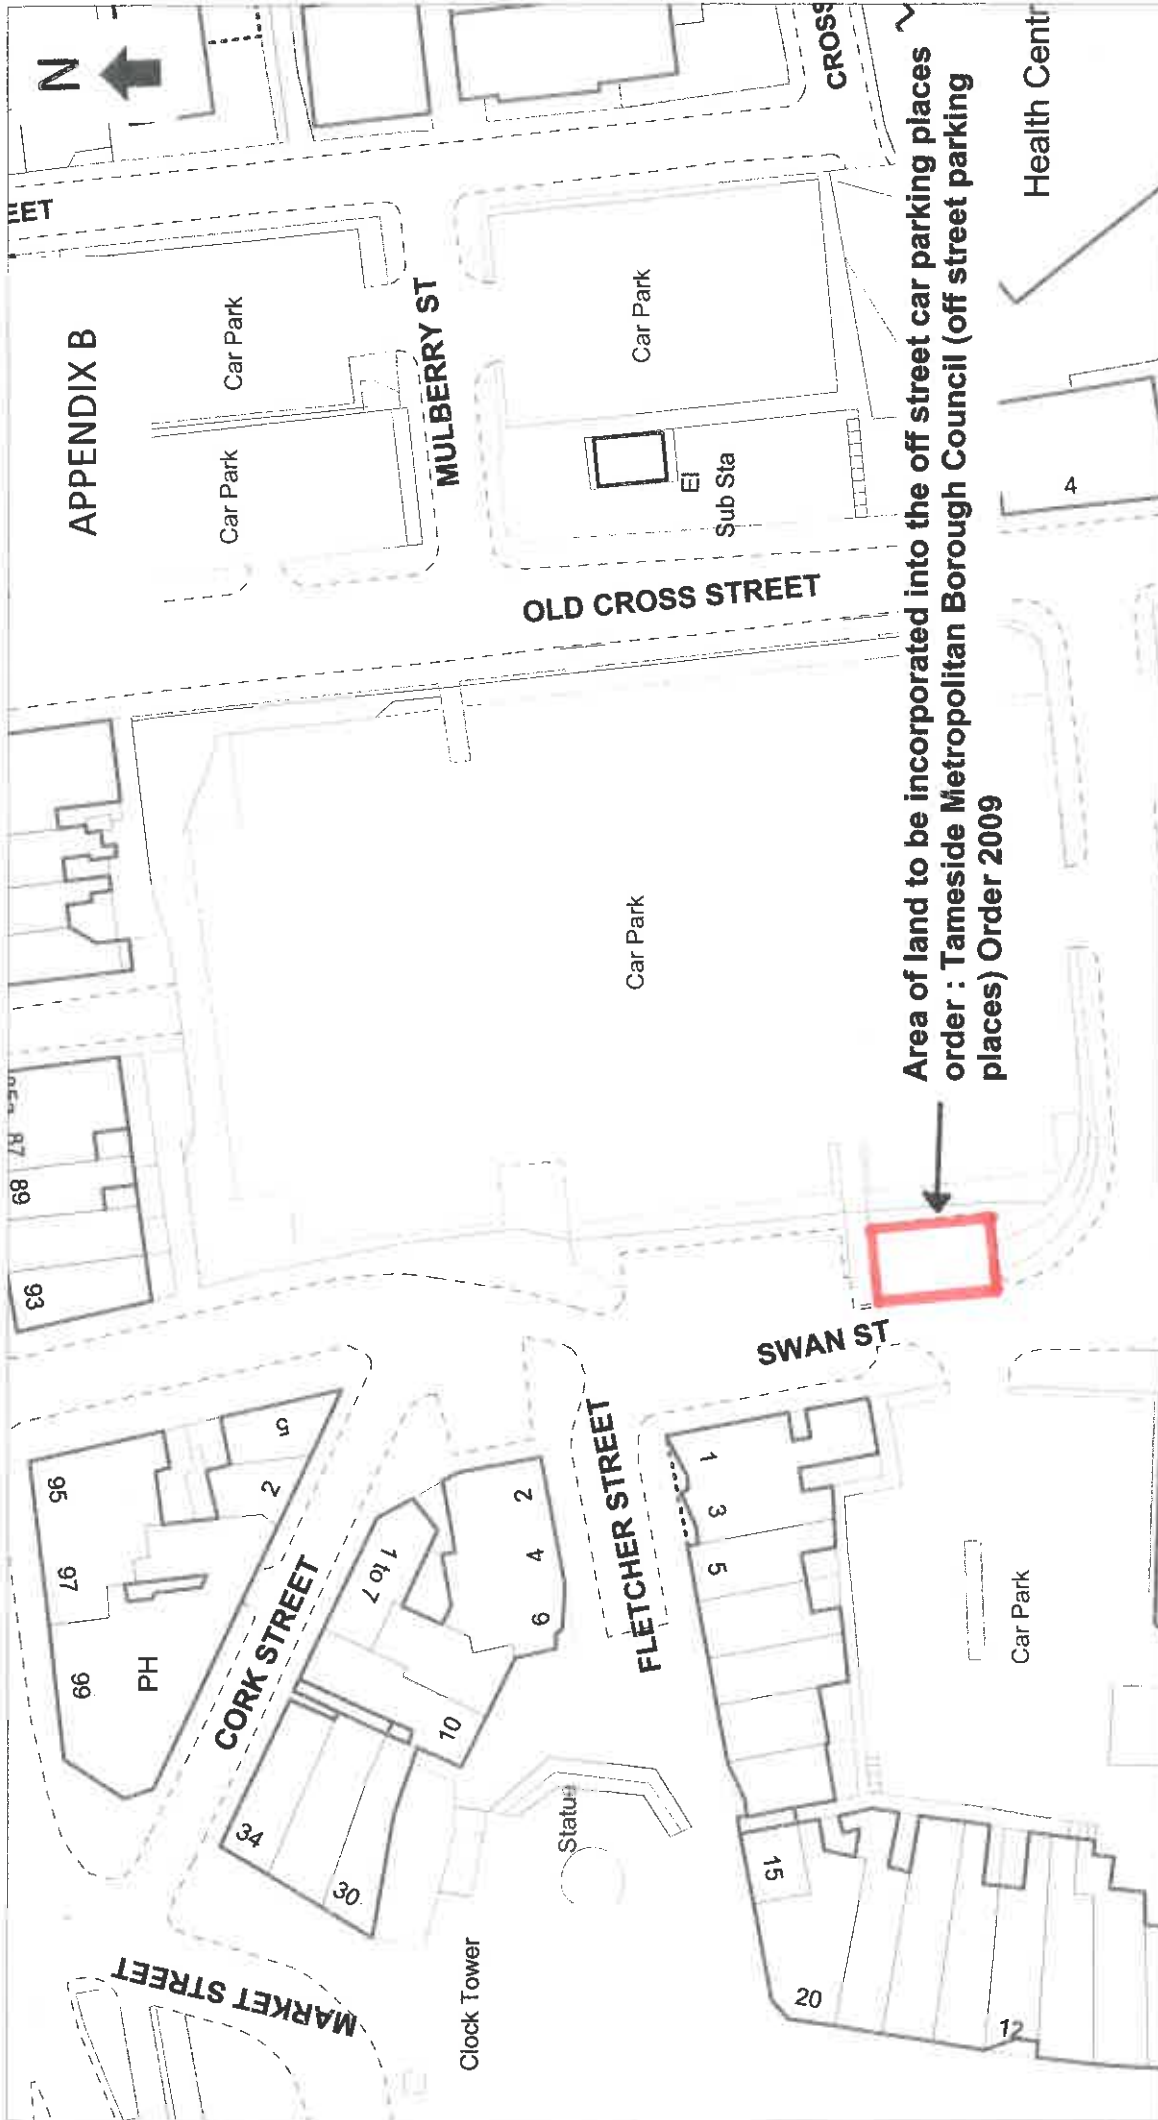 N
EET
APPENDIX B
93
89
87
95
97
99
PH
5
2
MARKET STREET
CORK STREET
34
30
1 to 7
10
2
4
6
Car Park
Car Park
MULBERRY ST
Clock Tower
Statue
FLETCHER STREET
OLD CROSS STREET
Car Park
Car Park
El
Sub Sta
1
3
5
15
20
12
SWAN ST
CROSS
Area of land to be incorporated into the off street car parking places
order : Tameside Metropolitan Borough Council (off street parking
places) Order 2009
Car Park
Health Centr
4